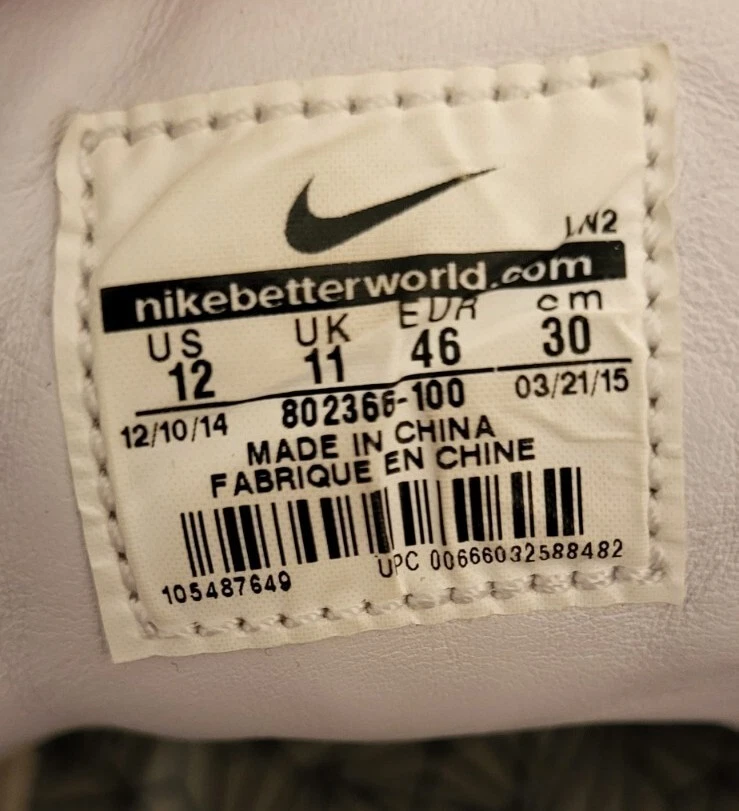 LN2
nikebetterworld.com
US UK EUR cm
12 11 46 30
12/10/14 802366-100 03/21/15
MADE IN CHINA
FABRIQUE EN CHINE
105487649 UPC 00666032588482